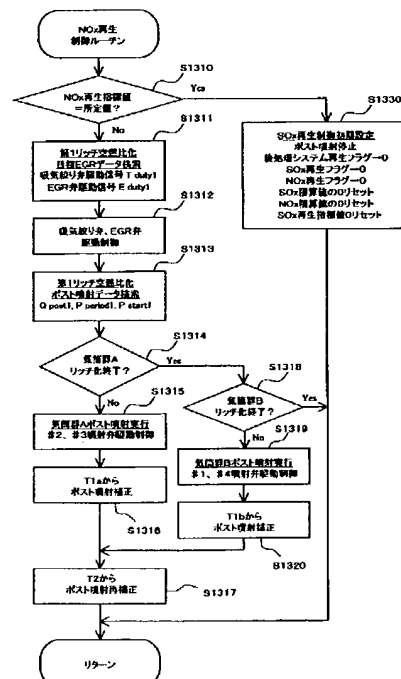 NOx再生
制御ルーチン
S1310
NOx再生指標値
=所定値?
Yes
No
S1311
第1リッチ空燃比化
目標EGRデータ検索
吸気絞り弁駆動信号 T duty1
EGR弁駆動信号 E duty1
S1330
SOx再生制御初期設定
ポスト噴射停止
後処理システム再生フラグ→0
SOx再生フラグ→0
NOx再生フラグ→0
SOx積算値の0リセット
NOx積算値の0リセット
SOx再生指標値0リセット
S1312
吸気絞り弁、EGR弁
駆動制御
S1313
第1リッチ空燃比化
ポスト噴射データ検索
Q post1, P period1, P start1
S1314
気筒群A
リッチ化終了?
Yes
No
S1318
気筒群B
リッチ化終了?
Yes
No
S1315
気筒群Aポスト噴射実行
#2、#3噴射弁駆動制御
S1319
気筒群Bポスト噴射実行
#1、#4噴射弁駆動制御
T1aから
ポスト噴射補正
S1316
T1bから
ポスト噴射補正
S1320
T2から
ポスト噴射再補正
S1317
リターン